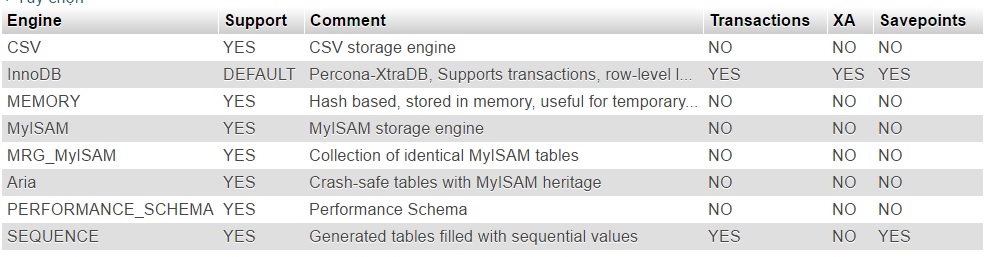 Tùy chọn
Engine Support Comment Transactions XA Savepoints
CSV YES CSV storage engine NO NO NO
InnoDB DEFAULT Percona-XtraDB, Supports transactions, row-level l... YES YES YES
MEMORY YES Hash based, stored in memory, useful for temporary... NO NO NO
MyISAM YES MyISAM storage engine NO NO NO
MRG_MyISAM YES Collection of identical MyISAM tables NO NO NO
Aria YES Crash-safe tables with MyISAM heritage NO NO NO
PERFORMANCE_SCHEMA YES Performance Schema NO NO NO
SEQUENCE YES Generated tables filled with sequential values YES NO YES